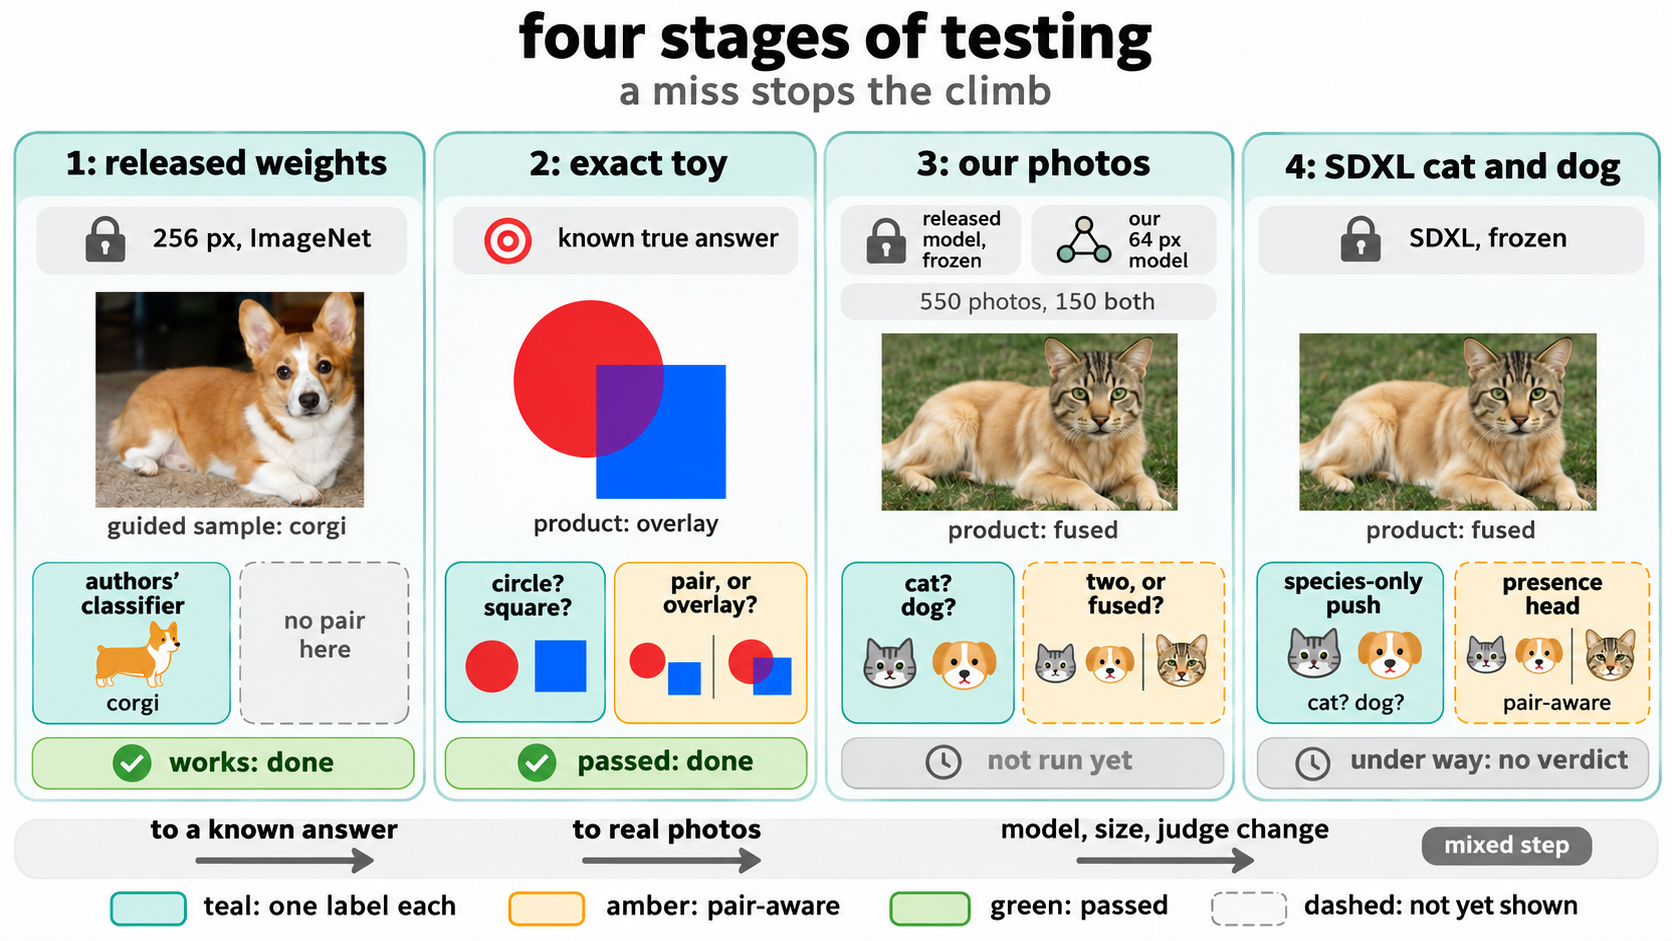 four stages of testing
a miss stops the climb
1: released weights
256 px, ImageNet
guided sample: corgi
authors’
classifier
corgi
no pair
here
works: done
2: exact toy
known true answer
product: overlay
circle?
square?
pair, or
overlay?
passed: done
3: our photos
released
model,
frozen
our
64 px
model
550 photos, 150 both
product: fused
cat?
dog?
two, or
fused?
not run yet
4: SDXL cat and dog
SDXL, frozen
product: fused
species-only
push
cat? dog?
presence
head
pair-aware
under way: no verdict
to a known answer
to real photos
model, size, judge change
mixed step
teal: one label each
amber: pair-aware
green: passed
dashed: not yet shown